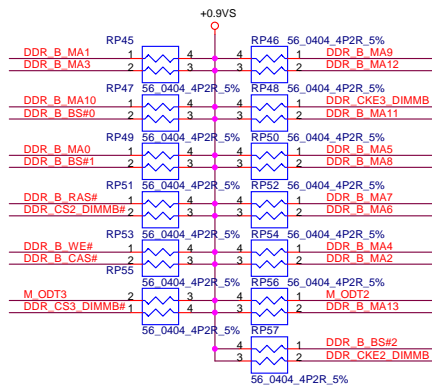 +0.9VS
RP45 RP46 56_0404_4P2R_5%
DDR_B_MA1 1 4 4 1 DDR_B_MA9
DDR_B_MA3 2 3 3 2 DDR_B_MA12
RP47 56_0404_4P2R_5% RP48 56_0404_4P2R_5%
DDR_B_MA10 1 4 4 1 DDR_CKE3_DIMMB
DDR_B_BS#0 2 3 3 2 DDR_B_MA11
RP49 56_0404_4P2R_5% RP50 56_0404_4P2R_5%
DDR_B_MA0 1 4 4 1 DDR_B_MA5
DDR_B_BS#1 2 3 3 2 DDR_B_MA8
RP51 56_0404_4P2R_5% RP52 56_0404_4P2R_5%
DDR_B_RAS# 1 4 4 1 DDR_B_MA7
DDR_CS2_DIMMB# 2 3 3 2 DDR_B_MA6
RP53 56_0404_4P2R_5% RP54 56_0404_4P2R_5%
DDR_B_WE# 1 4 4 1 DDR_B_MA4
DDR_B_CAS# 2 3 3 2 DDR_B_MA2
RP55 56_0404_4P2R_5% RP56 56_0404_4P2R_5%
M_ODT3 2 3 4 1 M_ODT2
DDR_CS3_DIMMB# 1 4 3 2 DDR_B_MA13
56_0404_4P2R_5% RP57 56_0404_4P2R_5%
4 1 DDR_B_BS#2
3 2 DDR_CKE2_DIMMB
56_0404_4P2R_5%